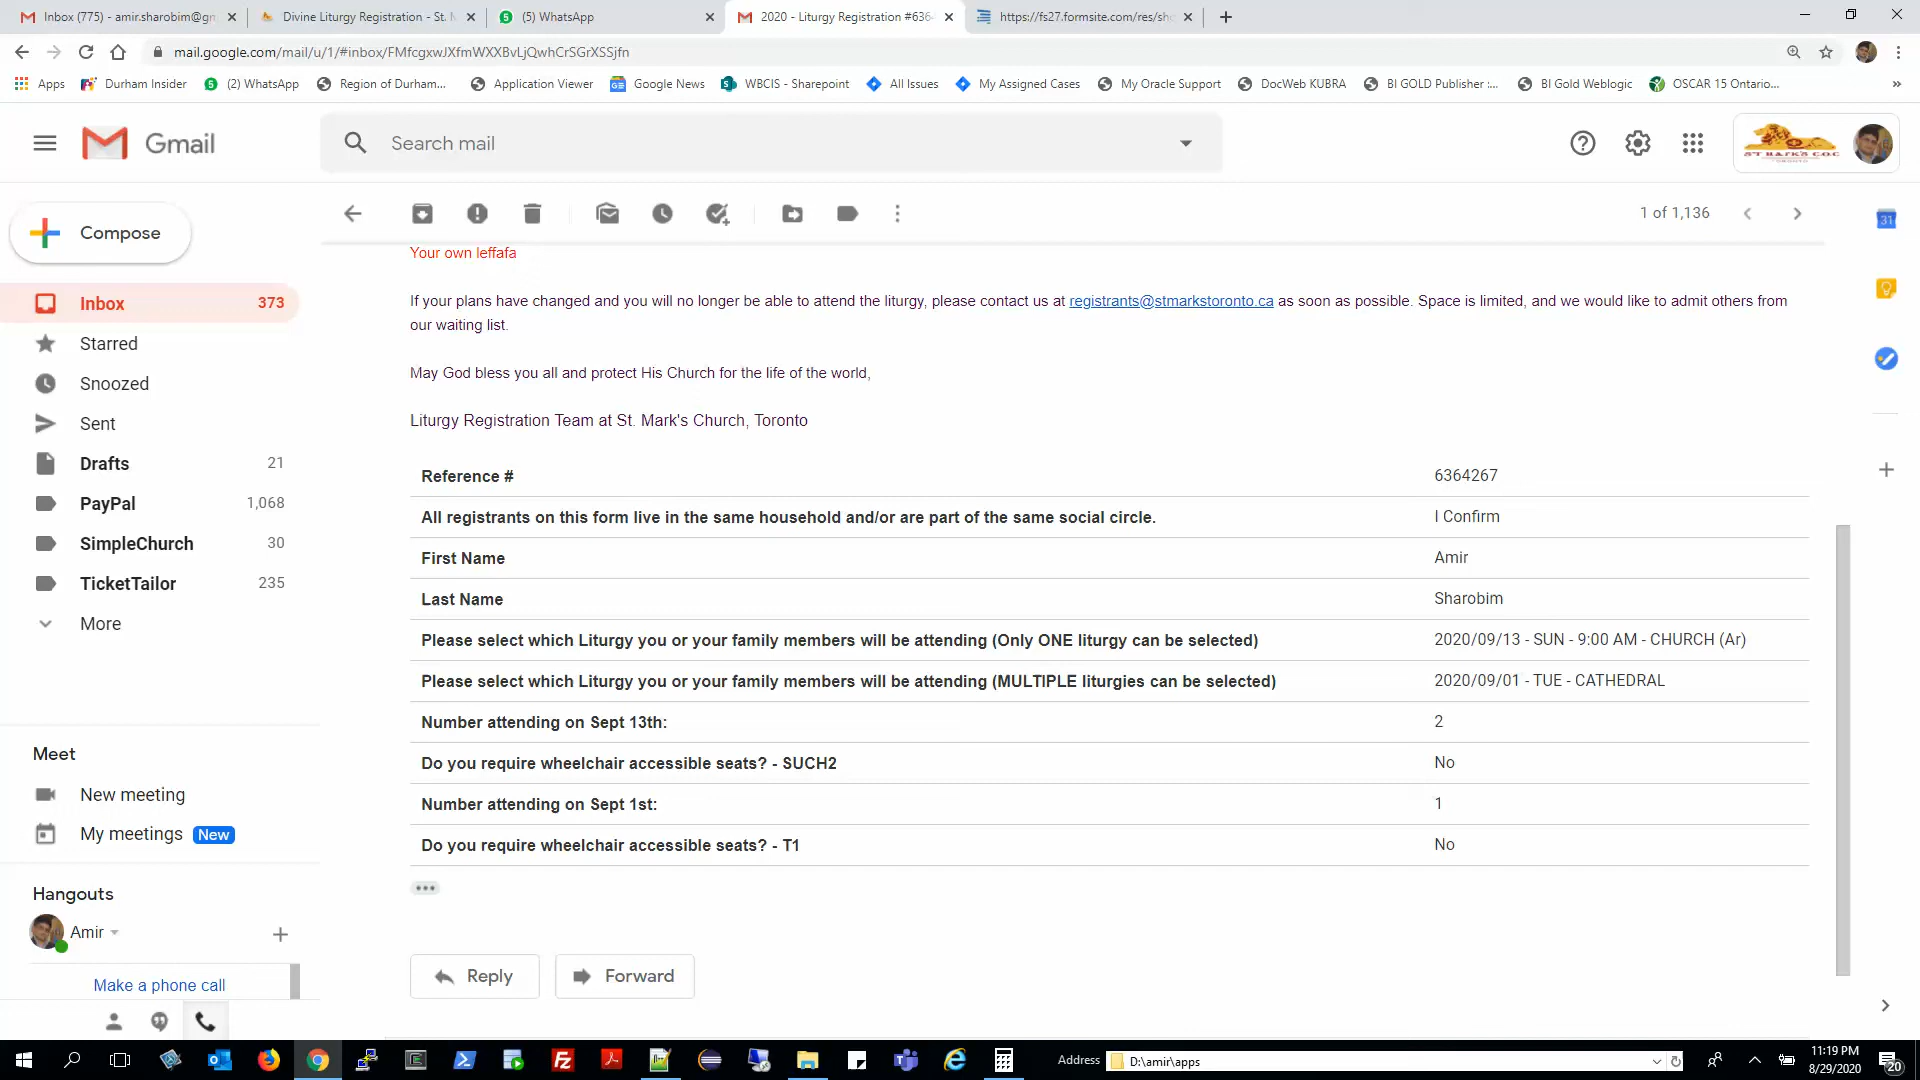 Inbox (775) - amir.sharobim@gm
Divine Liturgy Registration - St. M
(5) WhatsApp
2020 - Liturgy Registration #636
https://fs27.formsite.com/res/sho
mail.google.com/mail/u/1/#inbox/FMfcgxwJXfmWXXBvLjQwhCrSGrXSSjfn
Apps
Durham Insider
(2) WhatsApp
Region of Durham...
Application Viewer
Google News
WBCIS - Sharepoint
All Issues
My Assigned Cases
My Oracle Support
DocWeb KUBRA
BI GOLD Publisher :...
BI Gold Weblogic
OSCAR 15 Ontario...
»
Gmail
Search mail
ST MARK'S C.O.C
TORONTO
Compose
1 of 1,136
31
Inbox 373
Starred
Snoozed
Sent
Drafts 21
PayPal 1,068
SimpleChurch 30
TicketTailor 235
More
Meet
New meeting
My meetings New
Hangouts
Amir
Make a phone call
Your own leffafa
If your plans have changed and you will no longer be able to attend the liturgy, please contact us at registrants@stmarkstoronto.ca as soon as possible. Space is limited, and we would like to admit others from
our waiting list.
May God bless you all and protect His Church for the life of the world,
Liturgy Registration Team at St. Mark's Church, Toronto
Reference # 6364267
All registrants on this form live in the same household and/or are part of the same social circle. I Confirm
First Name Amir
Last Name Sharobim
Please select which Liturgy you or your family members will be attending (Only ONE liturgy can be selected) 2020/09/13 - SUN - 9:00 AM - CHURCH (Ar)
Please select which Liturgy you or your family members will be attending (MULTIPLE liturgies can be selected) 2020/09/01 - TUE - CATHEDRAL
Number attending on Sept 13th: 2
Do you require wheelchair accessible seats? - SUCH2 No
Number attending on Sept 1st: 1
Do you require wheelchair accessible seats? - T1 No
Reply
Forward
Address
D:\amir\apps
11:19 PM
8/29/2020
20